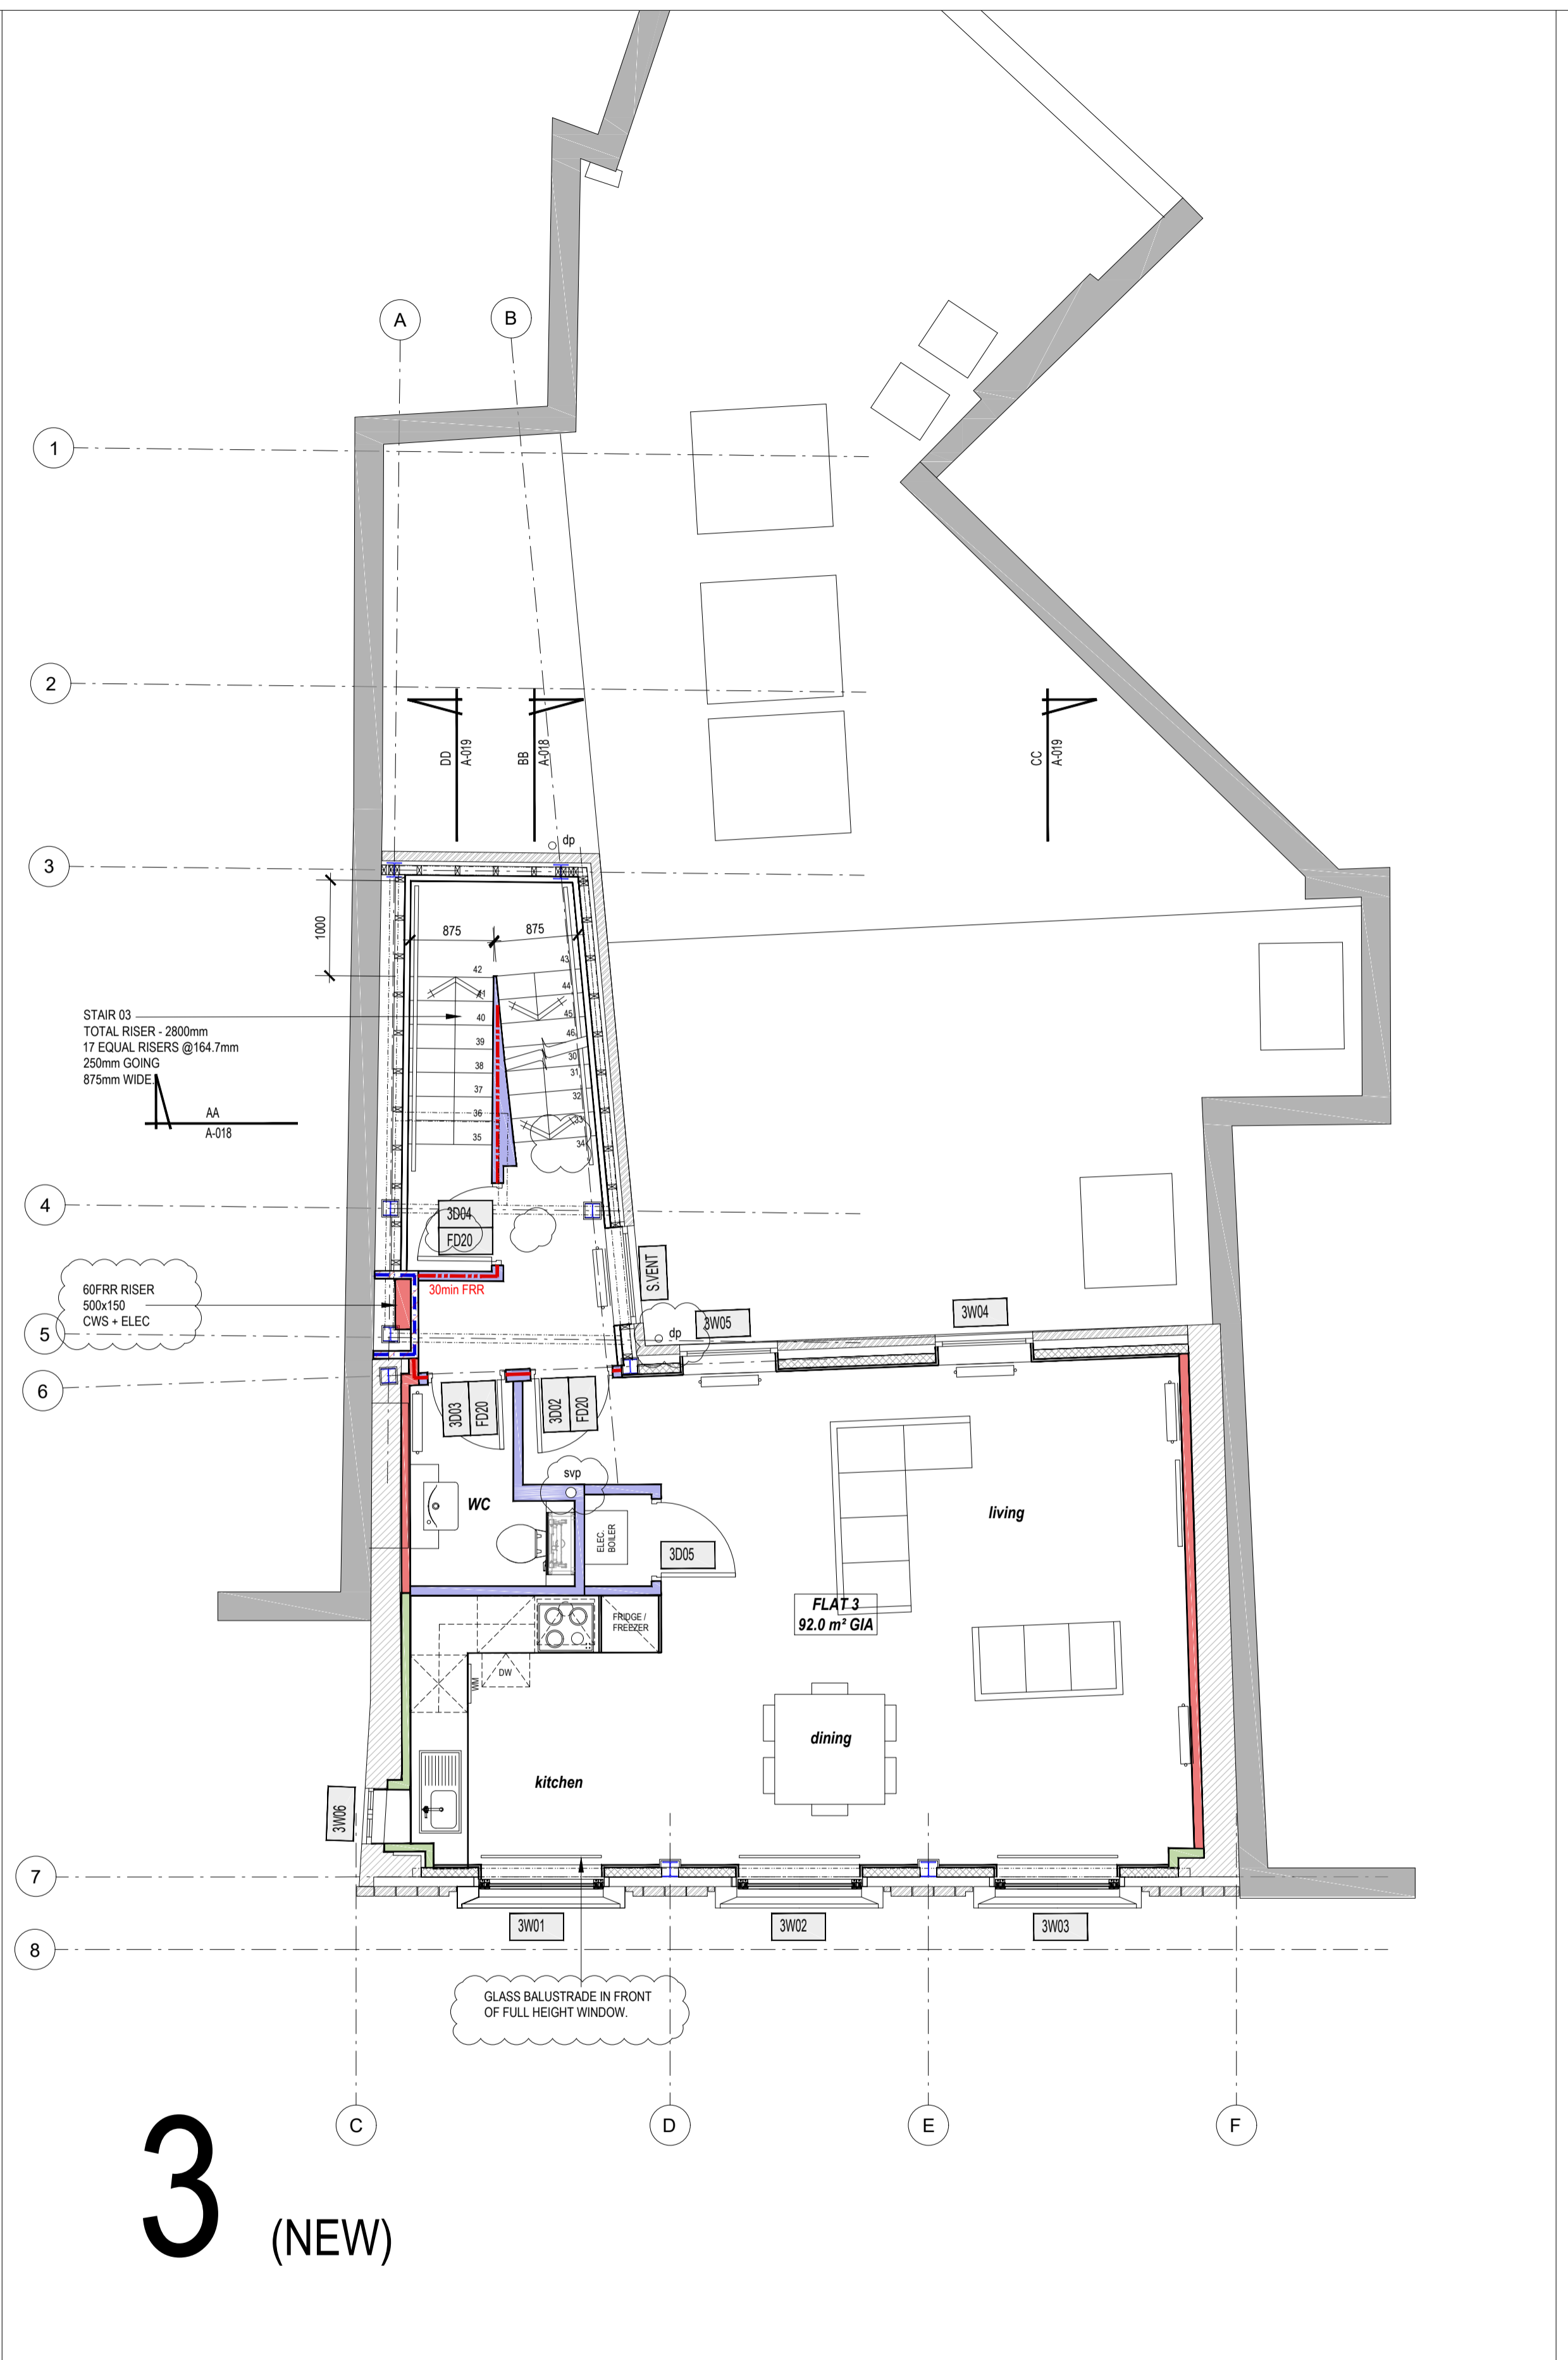 A
B
1
2
DD
A-019
BB
A-018
CC
A-019
dp
3
1000
875
875
42
41
40
39
38
37
36
35
43
44
45
46
30
31
32
33
34
STAIR 03
TOTAL RISER - 2800mm
17 EQUAL RISERS @164.7mm
250mm GOING
875mm WIDE.
AA
A-018
4
3D04
FD20
S.VENT
60FRR RISER
500x150
CWS + ELEC
30min FRR
5
dp
3W05
3W04
6
3D03
FD20
3D02
FD20
svp
WC
ELEC.
BOILER
3D05
living
FLAT 3
92.0 m² GIA
FRIDGE /
FREEZER
DW
WM
dining
kitchen
3W06
7
3W01
3W02
3W03
8
GLASS BALUSTRADE IN FRONT
OF FULL HEIGHT WINDOW.
C
D
E
F
3
(NEW)